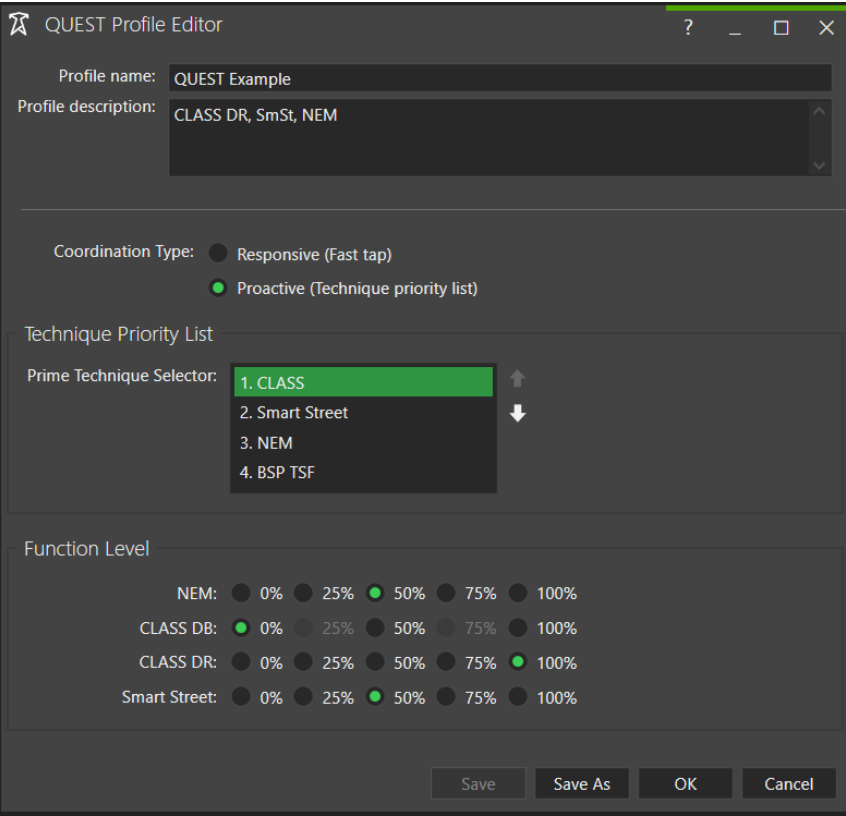 QUEST Profile Editor ?
Profile name: QUEST Example
Profile description: CLASS DR, SmSt, NEM
Coordination Type: Responsive (Fast tap)
Proactive (Technique priority list)
Technique Priority List
Prime Technique Selector: 1. CLASS
2. Smart Street
3. NEM
4. BSP TSF
Function Level
NEM: 0% 25% 50% 75% 100%
CLASS DB: 0% 25% 50% 75% 100%
CLASS DR: 0% 25% 50% 75% 100%
Smart Street: 0% 25% 50% 75% 100%
Save Save As OK Cancel